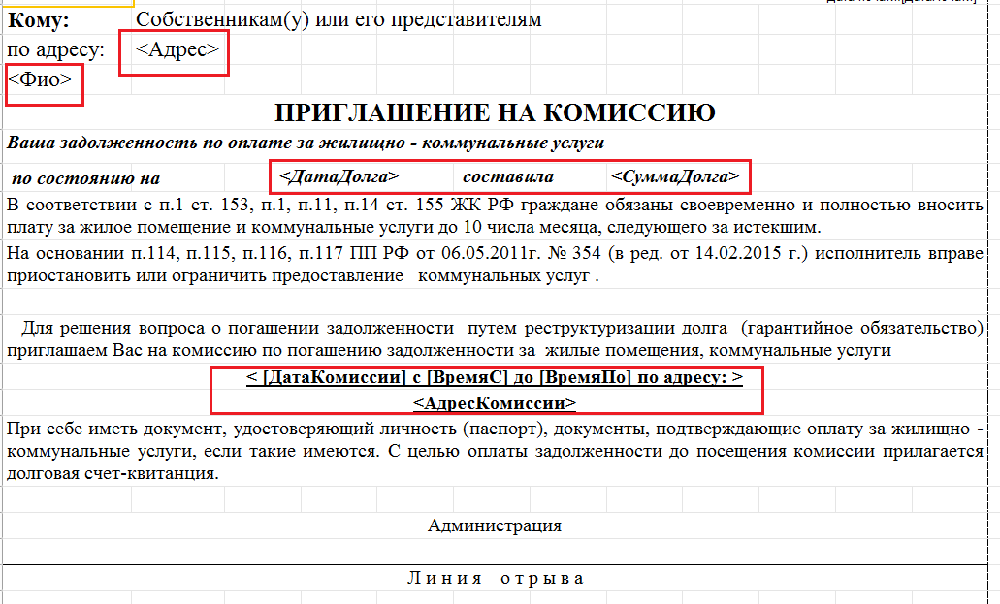 Кому: Собственникам(у) или его представителям
по адресу: <Адрес>
<Фио>
ПРИГЛАШЕНИЕ НА КОМИССИЮ
Ваша задолженность по оплате за жилищно - коммунальные услуги
по состоянию на <ДатаДолга> составила <СуммаДолга>
В соответствии с п.1 ст. 153, п.1, п.11, п.14 ст. 155 ЖК РФ граждане обязаны своевременно и полностью вносить
плату за жилое помещение и коммунальные услуги до 10 числа месяца, следующего за истекшим.
На основании п.114, п.115, п.116, п.117 ПП РФ от 06.05.2011г. № 354 (в ред. от 14.02.2015 г.) исполнитель вправе
приостановить или ограничить предоставление коммунальных услуг .
Для решения вопроса о погашении задолженности путем реструктуризации долга (гарантийное обязательство)
приглашаем Вас на комиссию по погашению задолженности за жилые помещения, коммунальные услуги
< [ДатаКомиссии] с [ВремяС] до [ВремяПо] по адресу: >
<АдресКомиссии>
При себе иметь документ, удостоверяющий личность (паспорт), документы, подтверждающие оплату за жилищно -
коммунальные услуги, если такие имеются. С целью оплаты задолженности до посещения комиссии прилагается
долговая счет-квитанция.
Администрация
Линия отрыва